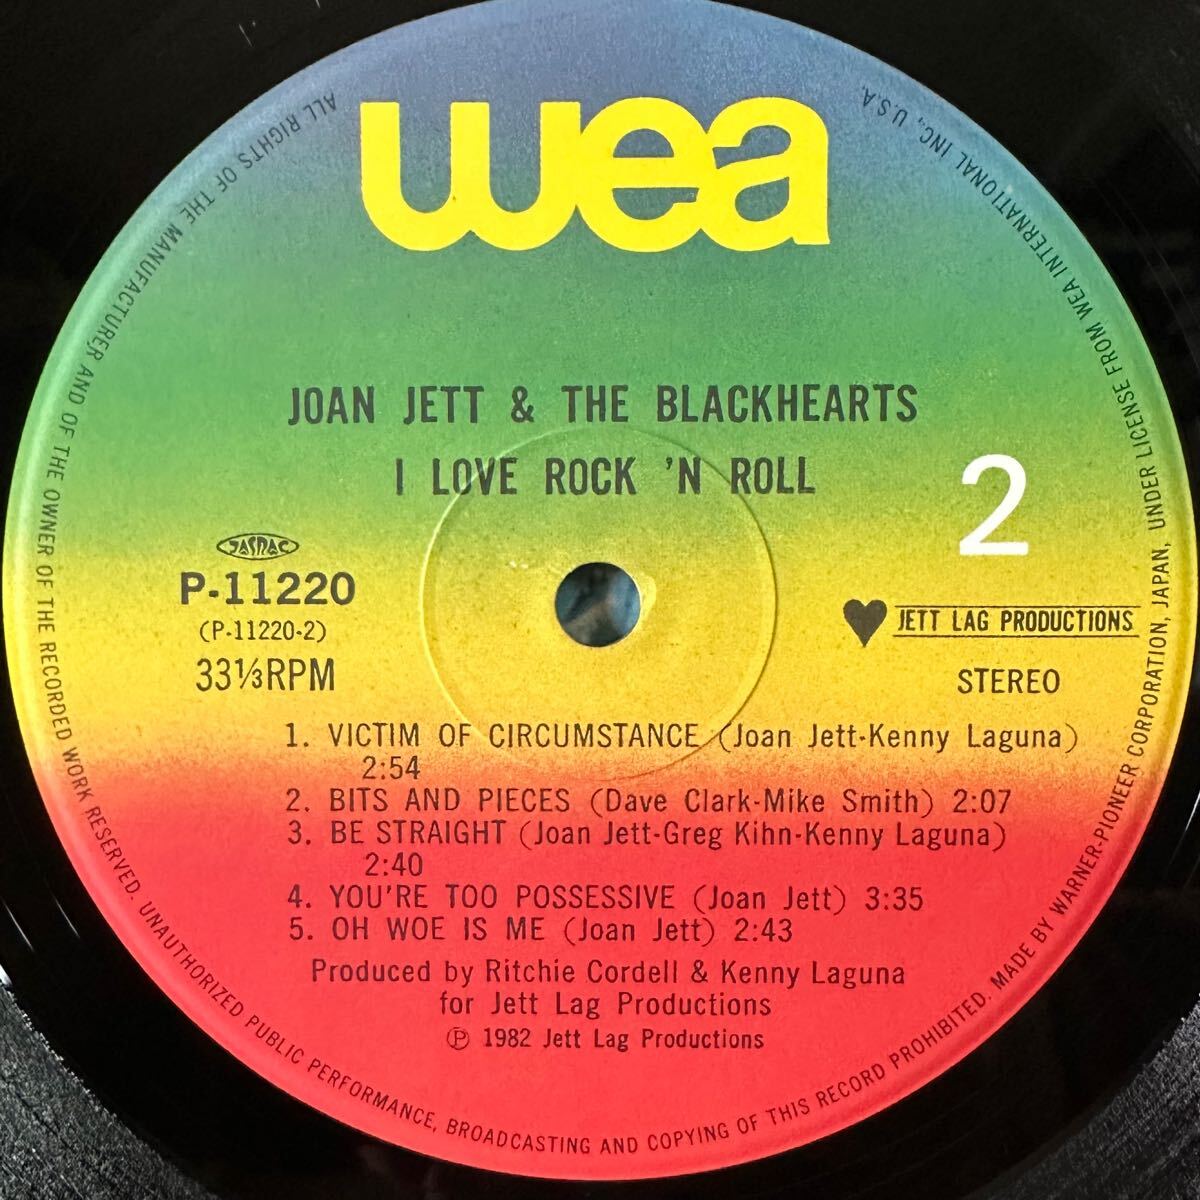 wea
JOAN JETT & THE BLACKHEARTS
I LOVE ROCK 'N ROLL
2
JASRAC
P-11220
(P-11220-2)
33⅓RPM
♥ JETT LAG PRODUCTIONS
STEREO
1. VICTIM OF CIRCUMSTANCE (Joan Jett-Kenny Laguna)
2:54
2. BITS AND PIECES (Dave Clark-Mike Smith) 2:07
3. BE STRAIGHT (Joan Jett-Greg Kihn-Kenny Laguna)
2:40
4. YOU'RE TOO POSSESSIVE (Joan Jett) 3:35
5. OH WOE IS ME (Joan Jett) 2:43
Produced by Ritchie Cordell & Kenny Laguna
for Jett Lag Productions
Ⓟ 1982 Jett Lag Productions
ALL RIGHTS OF THE MANUFACTURER AND OF THE OWNER OF THE RECORDED WORK RESERVED. UNAUTHORIZED PUBLIC PERFORMANCE, BROADCASTING AND COPYING OF THIS RECORD PROHIBITED. MADE BY WARNER-PIONEER CORPORATION, JAPAN, UNDER LICENSE FROM WEA INTERNATIONAL INC., U.S.A.